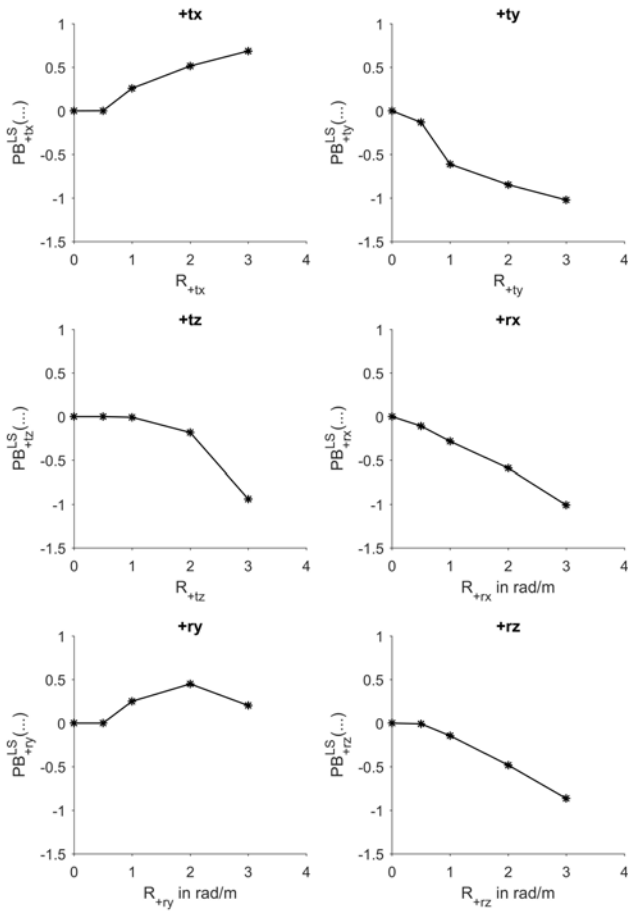 +tx
1
0.5
0
-0.5
-1
-1.5
PB^LS_+tx(...)
0 1 2 3 4
R_+tx
+ty
1
0.5
0
-0.5
-1
-1.5
PB^LS_+ty(...)
0 1 2 3 4
R_+ty
+tz
1
0.5
0
-0.5
-1
-1.5
PB^LS_+tz(...)
0 1 2 3 4
R_+tz
+rx
1
0.5
0
-0.5
-1
-1.5
PB^LS_+rx(...)
0 1 2 3 4
R_+rx in rad/m
+ry
1
0.5
0
-0.5
-1
-1.5
PB^LS_+ry(...)
0 1 2 3 4
R_+ry in rad/m
+rz
1
0.5
0
-0.5
-1
-1.5
PB^LS_+rz(...)
0 1 2 3 4
R_+rz in rad/m